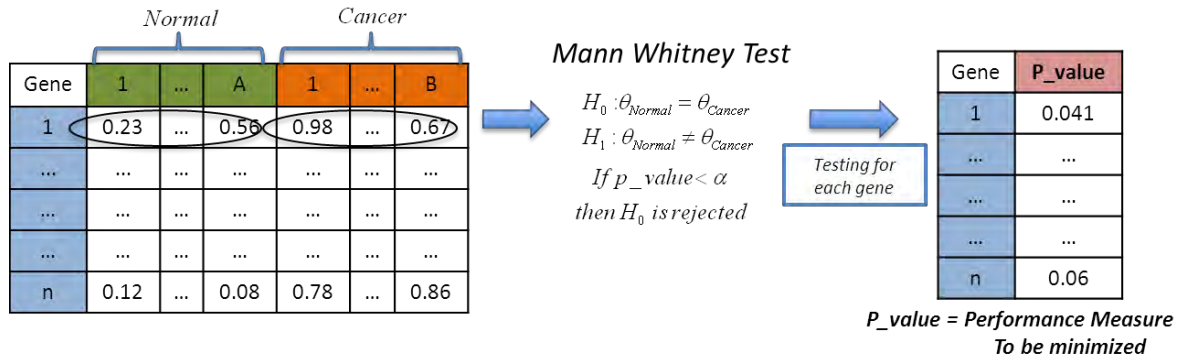 Normal Cancer
Gene 1 ... A 1 ... B
1 0.23 ... 0.56 0.98 ... 0.67
... ... ... ... ... ... ...
... ... ... ... ... ... ...
... ... ... ... ... ... ...
n 0.12 ... 0.08 0.78 ... 0.86
Mann Whitney Test
H₀ : θNormal = θCancer
H₁ : θNormal ≠ θCancer
If p_value < α
then H₀ is rejected
Testing for
each gene
Gene P_value
1 0.041
... ...
... ...
... ...
n 0.06
P_value = Performance Measure
To be minimized